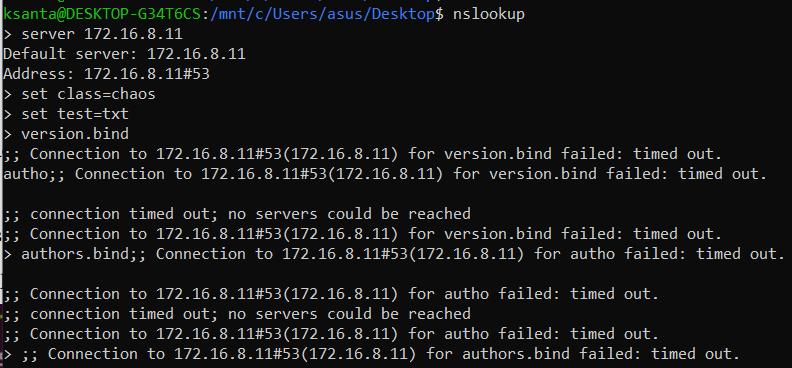 ksanta@DESKTOP-G34T6CS:/mnt/c/Users/asus/Desktop$ nslookup
> server 172.16.8.11
Default server: 172.16.8.11
Address: 172.16.8.11#53
> set class=chaos
> set test=txt
> version.bind
;; Connection to 172.16.8.11#53(172.16.8.11) for version.bind failed: timed out.
autho;; Connection to 172.16.8.11#53(172.16.8.11) for version.bind failed: timed out.
;; connection timed out; no servers could be reached
;; Connection to 172.16.8.11#53(172.16.8.11) for version.bind failed: timed out.
> authors.bind;; Connection to 172.16.8.11#53(172.16.8.11) for autho failed: timed out.
;; Connection to 172.16.8.11#53(172.16.8.11) for autho failed: timed out.
;; connection timed out; no servers could be reached
;; Connection to 172.16.8.11#53(172.16.8.11) for autho failed: timed out.
> ;; Connection to 172.16.8.11#53(172.16.8.11) for authors.bind failed: timed out.